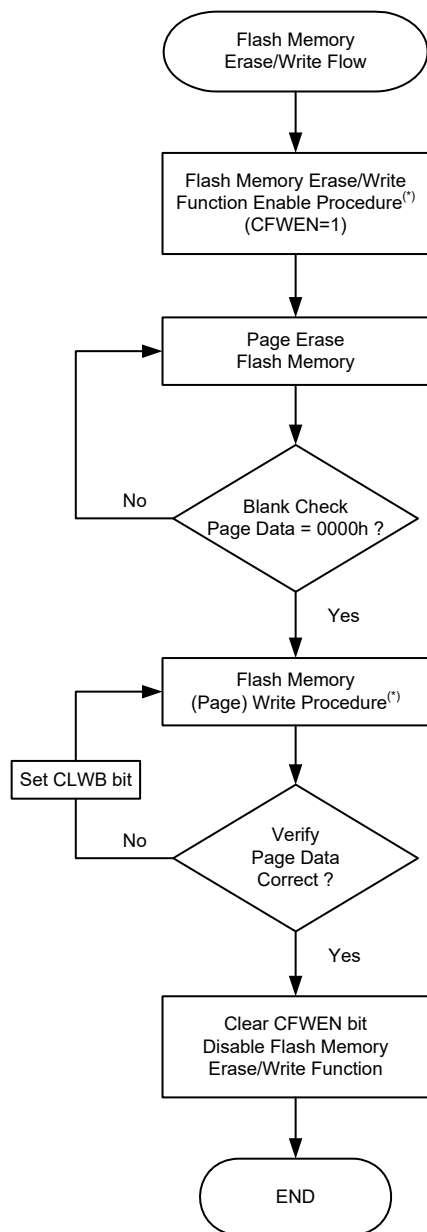 Flash Memory
Erase/Write Flow
Flash Memory Erase/Write
Function Enable Procedure(*)
(CFWEN=1)
Page Erase
Flash Memory
No
Blank Check
Page Data = 0000h ?
Yes
Flash Memory
(Page) Write Procedure(*)
Set CLWB bit
No
Verify
Page Data
Correct ?
Yes
Clear CFWEN bit
Disable Flash Memory
Erase/Write Function
END